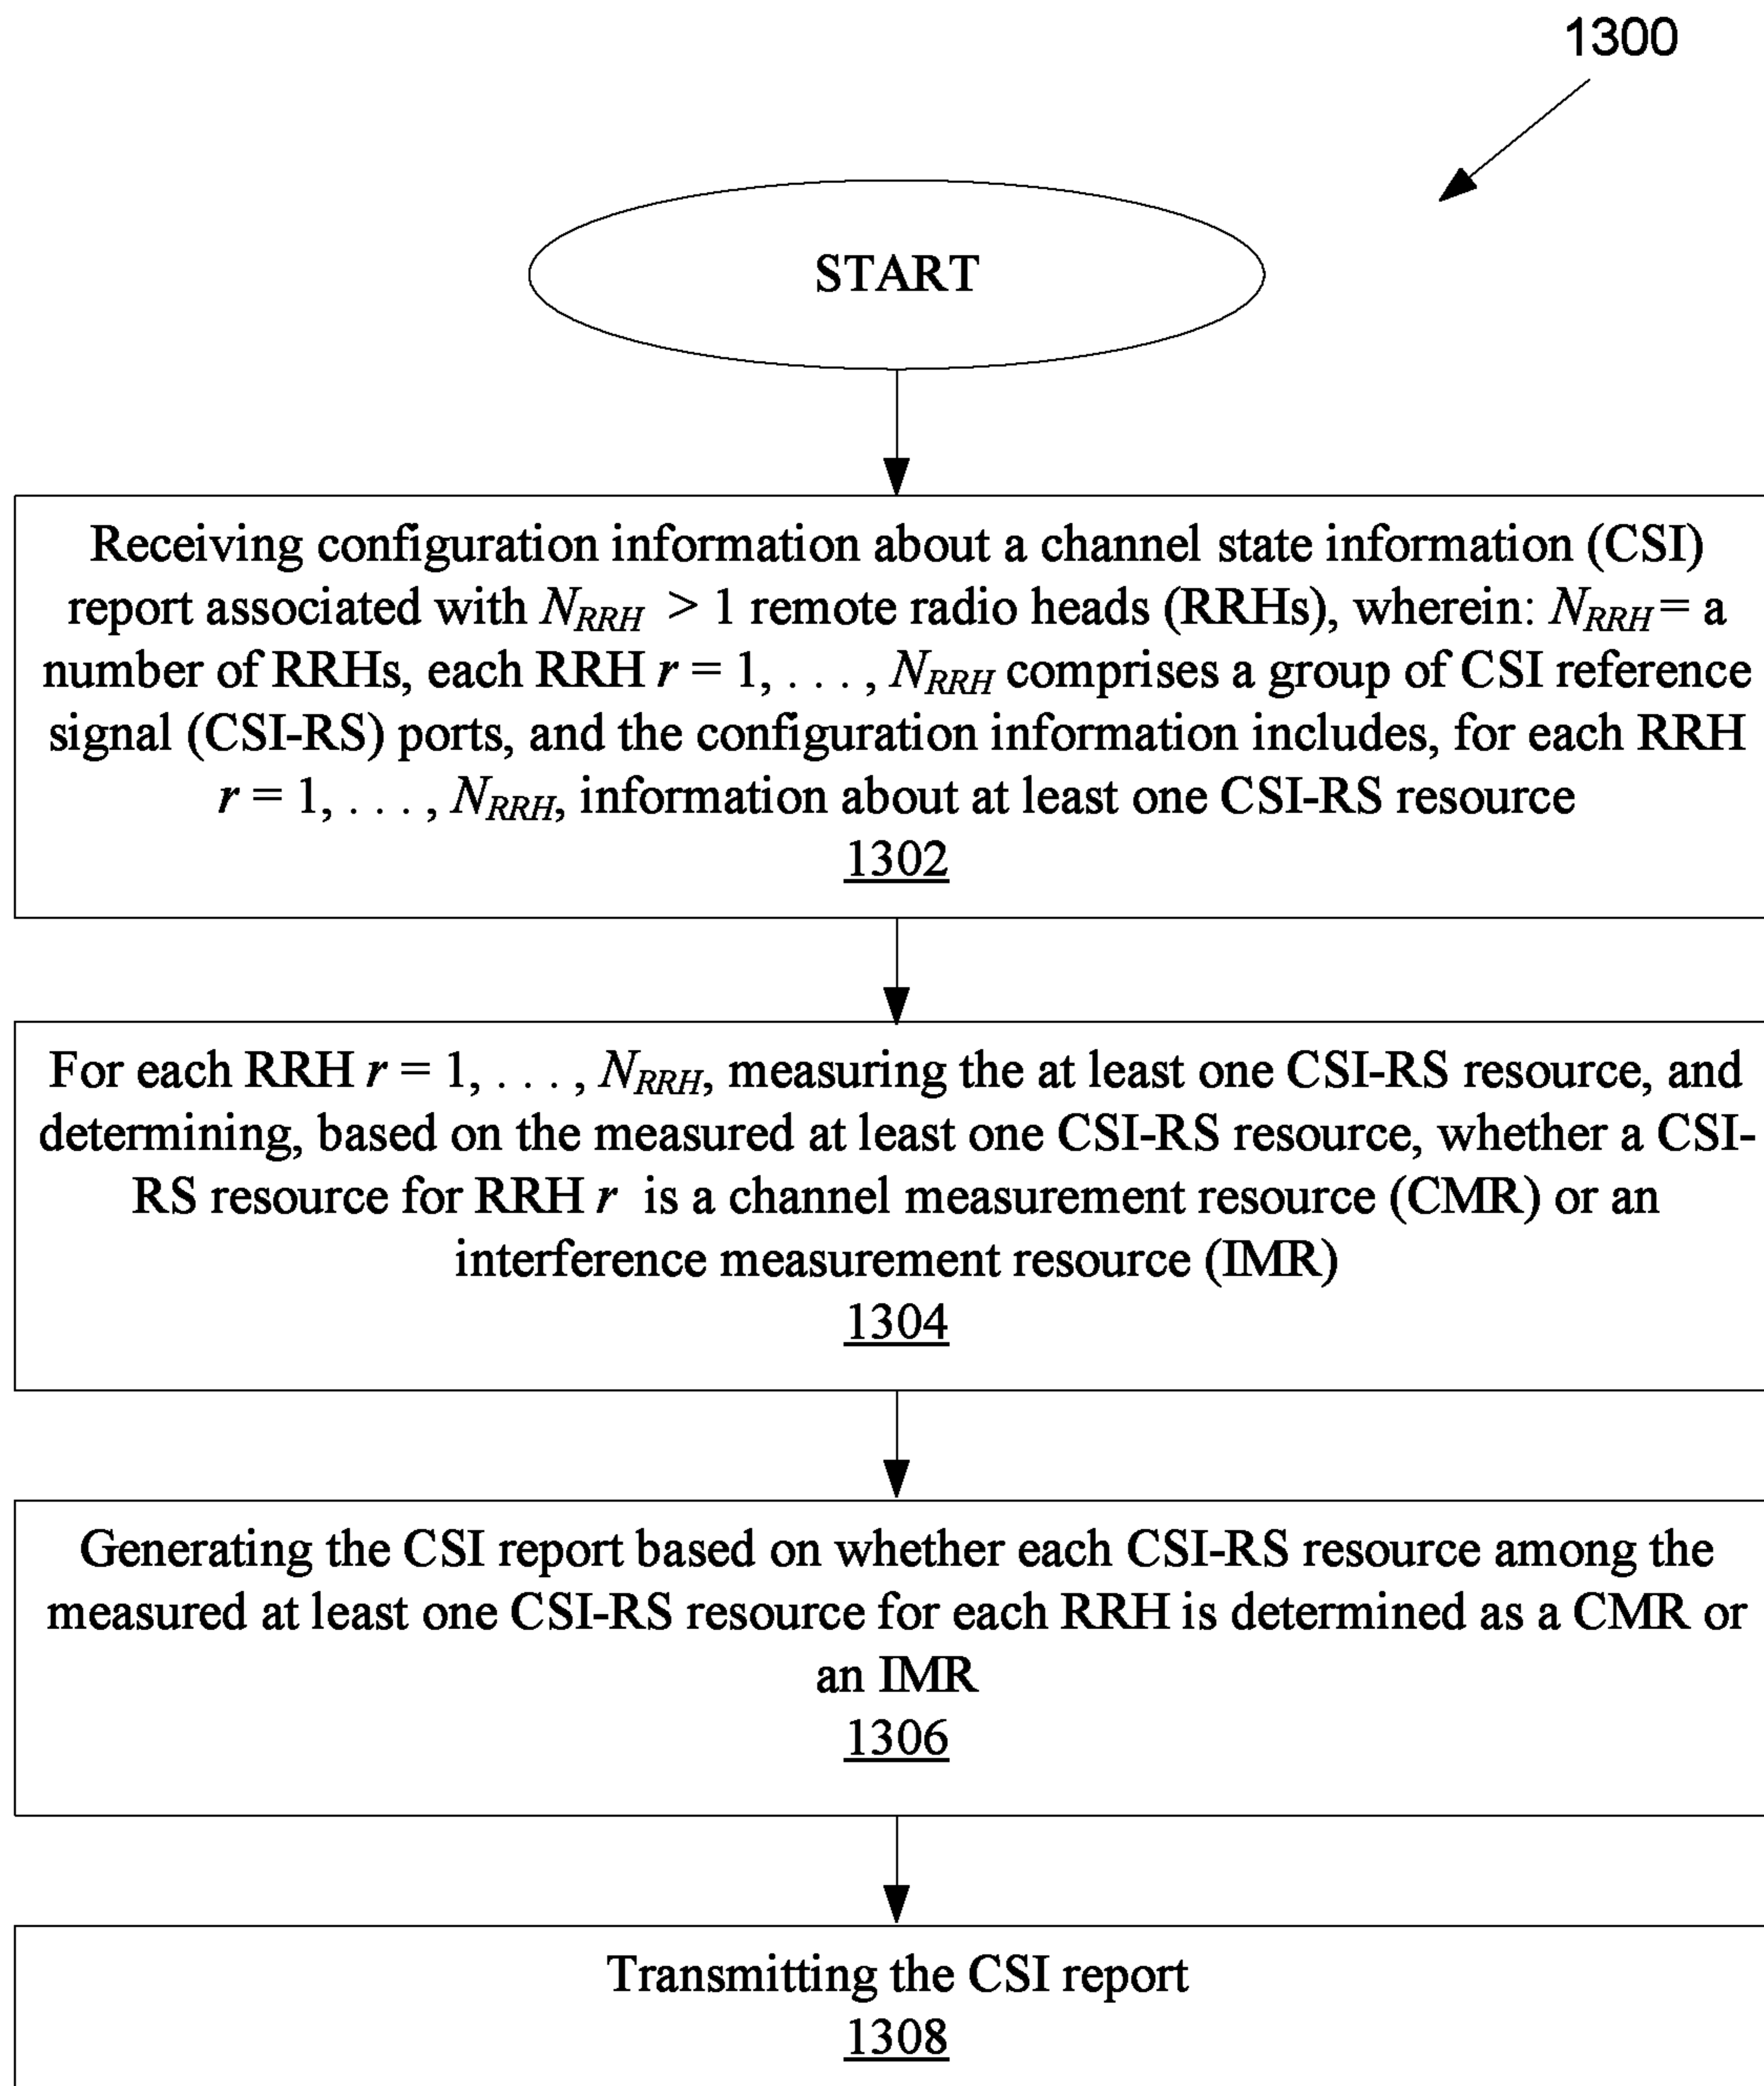 1300
START
Receiving configuration information about a channel state information (CSI)
report associated with N_RRH > 1 remote radio heads (RRHs), wherein: N_RRH = a
number of RRHs, each RRH r = 1, . . . , N_RRH comprises a group of CSI reference
signal (CSI-RS) ports, and the configuration information includes, for each RRH
r = 1, . . . , N_RRH, information about at least one CSI-RS resource
1302
For each RRH r = 1, . . . , N_RRH, measuring the at least one CSI-RS resource, and
determining, based on the measured at least one CSI-RS resource, whether a CSI-
RS resource for RRH r is a channel measurement resource (CMR) or an
interference measurement resource (IMR)
1304
Generating the CSI report based on whether each CSI-RS resource among the
measured at least one CSI-RS resource for each RRH is determined as a CMR or
an IMR
1306
Transmitting the CSI report
1308